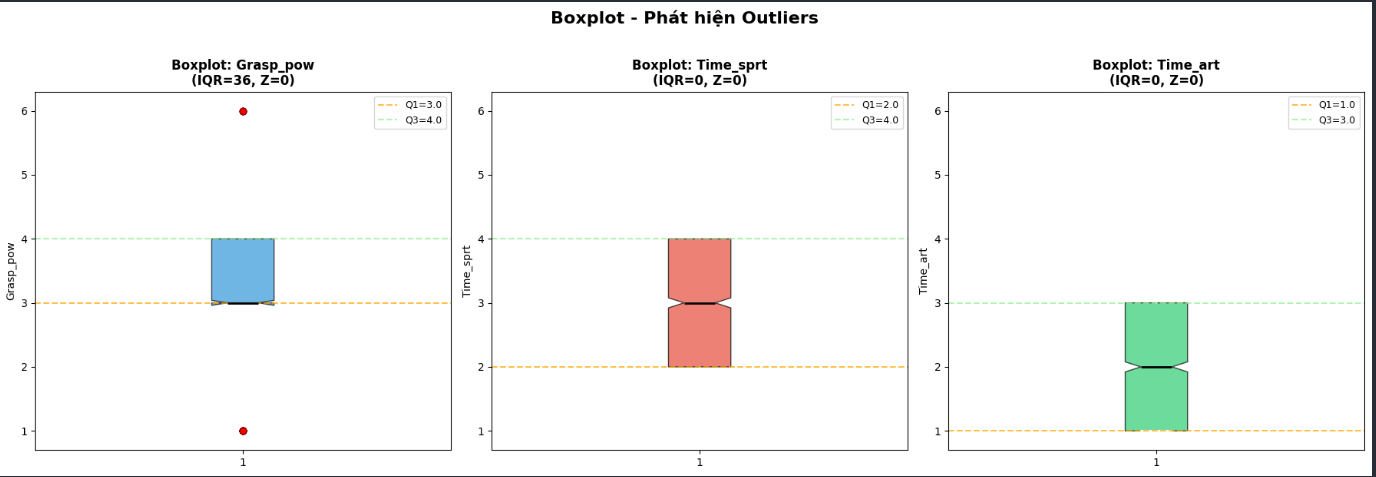 Boxplot - Phát hiện Outliers
Boxplot: Grasp_pow
(IQR=36, Z=0)
Q1=3.0
Q3=4.0
6
5
4
3
2
1
Grasp_pow
1
Boxplot: Time_sprt
(IQR=0, Z=0)
Q1=2.0
Q3=4.0
6
5
4
3
2
1
Time_sprt
1
Boxplot: Time_art
(IQR=0, Z=0)
Q1=1.0
Q3=3.0
6
5
4
3
2
1
Time_art
1